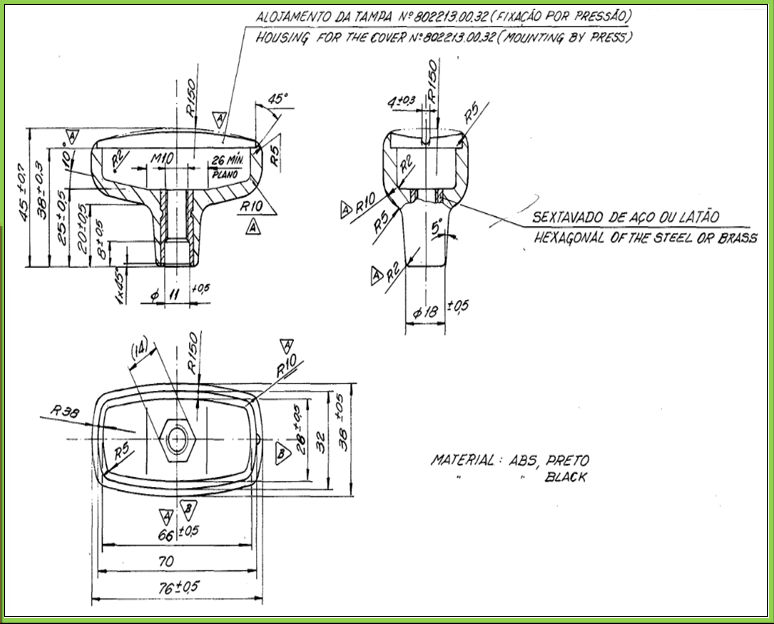 ALOJAMENTO DA TAMPA Nº 802213.00.32 (FIXAÇÃO POR PRESSÃO)
HOUSING FOR THE COVER Nº 802213.00.32 (MOUNTING BY PRESS)
R150
45°
A
A
10°
R2
M10
26 MÍN.
PLANO
R5
R10
A
45 ±0,7
38 ±0,3
25 ±0,5
20 ±0,5
8 ±0,5
1x45°
ϕ 11 +0,5
4 ±0,3
R150
R5
R2
A R10
R5
5°
A R2
ϕ 18 ±0,5
SEXTAVADO DE AÇO OU LATÃO
HEXAGONAL OF THE STEEL OR BRASS
(14)
R150
A
R10
R38
R5
28 ±0,5
32
38 ±0,5
B
A B
66 ±0,5
70
76 ±0,5
MATERIAL: ABS, PRETO
" " BLACK